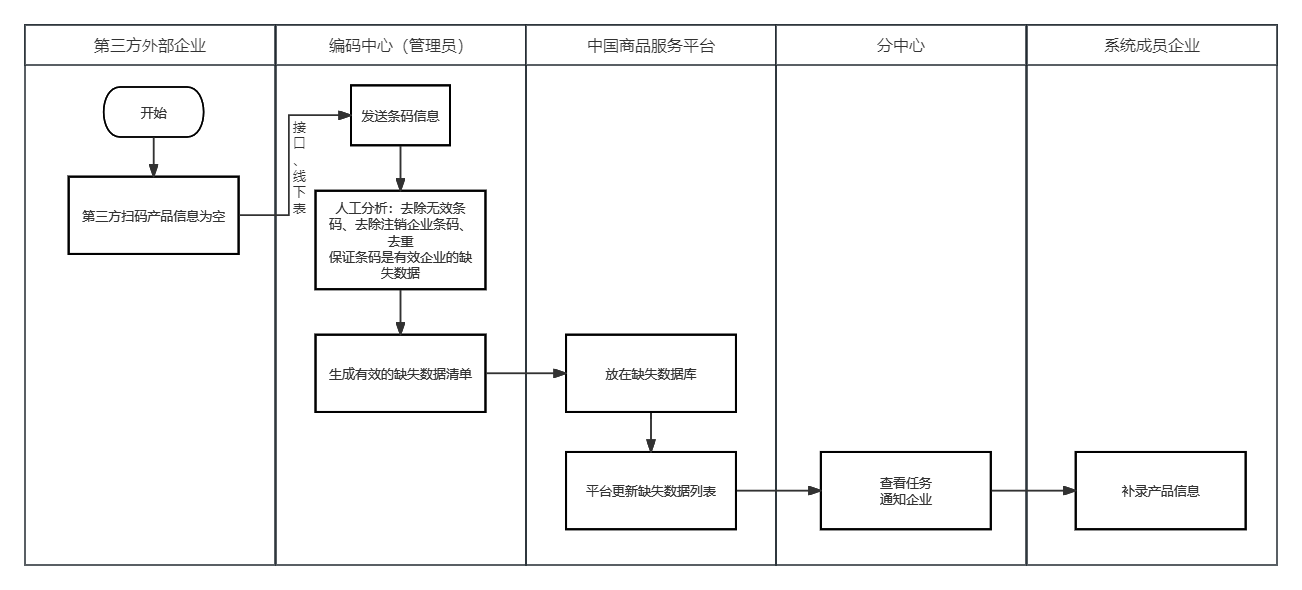 第三方外部企业
编码中心（管理员）
中国商品服务平台
分中心
系统成员企业
开始
第三方扫码产品信息为空
接
口
、
线
下
表
发送条码信息
人工分析：去除无效条
码、去除注销企业条码、
去重
保证条码是有效企业的缺
失数据
生成有效的缺失数据清单
放在缺失数据库
平台更新缺失数据列表
查看任务
通知企业
补录产品信息